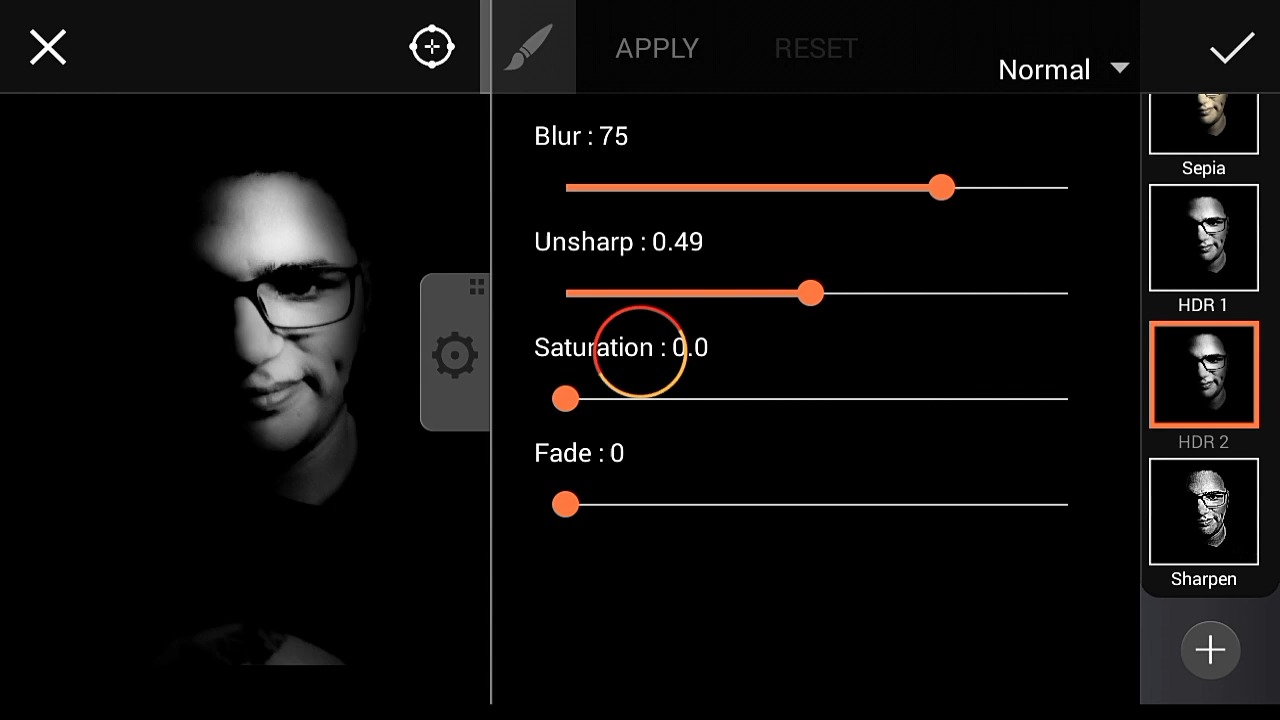 APPLY
RESET
Normal
Blur : 75
Unsharp : 0.49
Saturation : 0.0
Fade : 0
Sepia
HDR 1
HDR 2
Sharpen